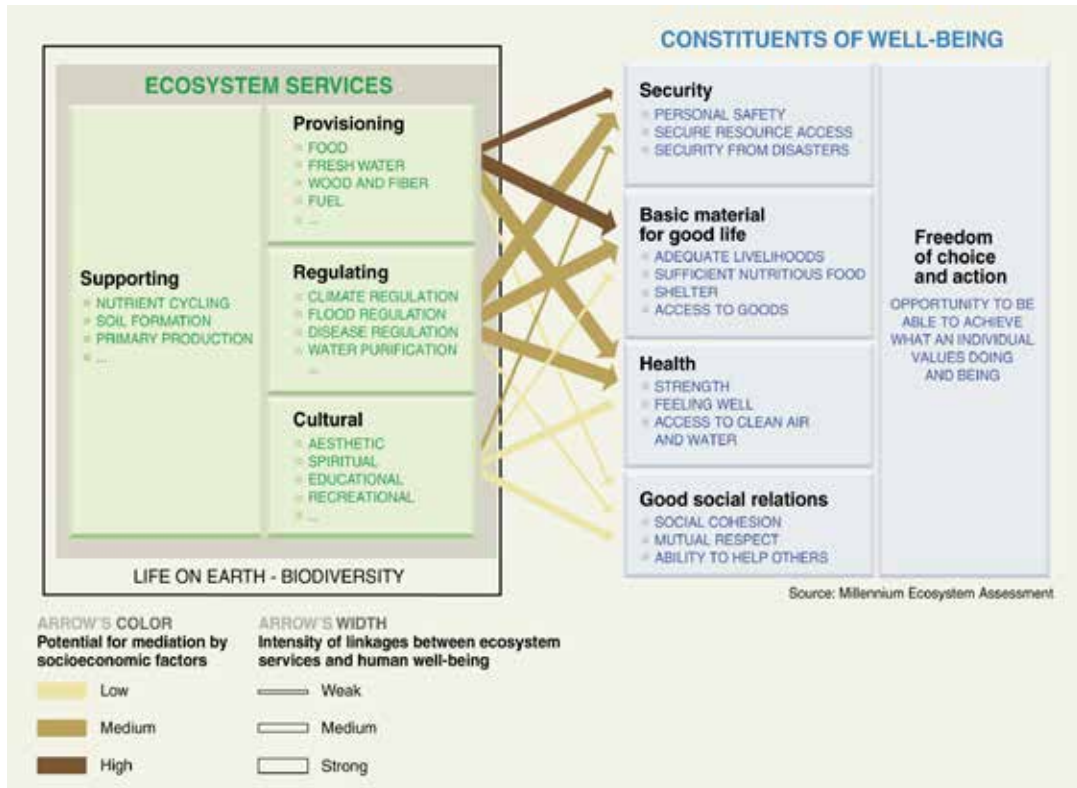 CONSTITUENTS OF WELL-BEING
ECOSYSTEM SERVICES
Supporting
NUTRIENT CYCLING
SOIL FORMATION
PRIMARY PRODUCTION
...
Provisioning
FOOD
FRESH WATER
WOOD AND FIBER
FUEL
...
Regulating
CLIMATE REGULATION
FLOOD REGULATION
DISEASE REGULATION
WATER PURIFICATION
...
Cultural
AESTHETIC
SPIRITUAL
EDUCATIONAL
RECREATIONAL
...
LIFE ON EARTH - BIODIVERSITY
Security
PERSONAL SAFETY
SECURE RESOURCE ACCESS
SECURITY FROM DISASTERS
Basic material
for good life
ADEQUATE LIVELIHOODS
SUFFICIENT NUTRITIOUS FOOD
SHELTER
ACCESS TO GOODS
Health
STRENGTH
FEELING WELL
ACCESS TO CLEAN AIR
AND WATER
Good social relations
SOCIAL COHESION
MUTUAL RESPECT
ABILITY TO HELP OTHERS
Freedom
of choice
and action
OPPORTUNITY TO BE
ABLE TO ACHIEVE
WHAT AN INDIVIDUAL
VALUES DOING
AND BEING
Source: Millennium Ecosystem Assessment
ARROW'S COLOR
Potential for mediation by
socioeconomic factors
Low
Medium
High
ARROW'S WIDTH
Intensity of linkages between ecosystem
services and human well-being
Weak
Medium
Strong